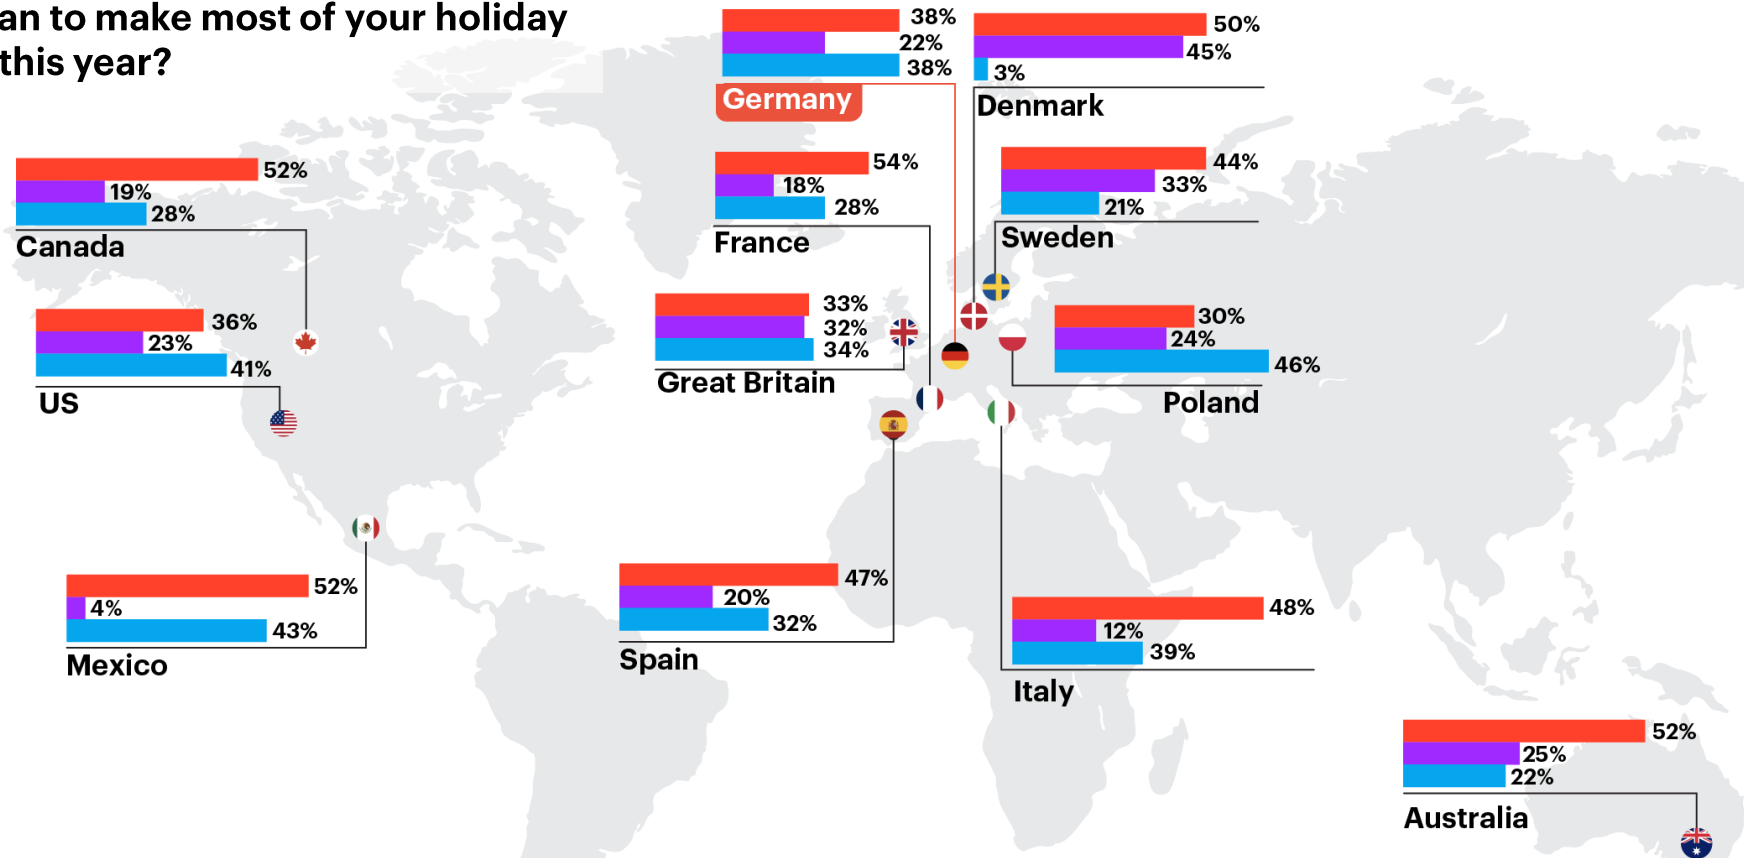 an to make most of your holiday
this year?
38%
22%
38%
Germany
50%
45%
3%
Denmark
52%
19%
28%
Canada
54%
18%
28%
France
44%
33%
21%
Sweden
36%
23%
41%
US
33%
32%
34%
Great Britain
30%
24%
46%
Poland
52%
4%
43%
Mexico
47%
20%
32%
Spain
48%
12%
39%
Italy
52%
25%
22%
Australia